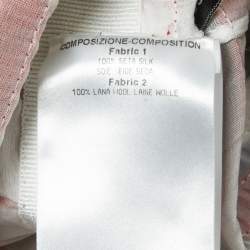 COMPOSIZIONE-COMPOSITION
Fabric 1
100% SETA SILK
SOIE SEIDE SEDA
Fabric 2
100% LANA WOOL LAINE WOLLE